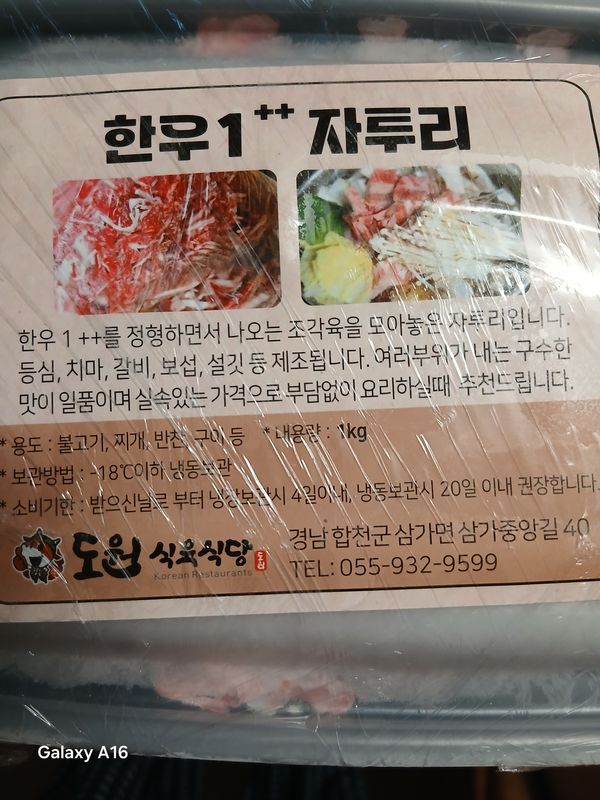 한우1⁺⁺ 자투리
한우 1 ++를 정형하면서 나오는 조각육을 모아놓은 자투리입니다.
등심, 치마, 갈비, 보섭, 설깃 등 제조됩니다. 여러부위가 내는 구수한
맛이 일품이며 실속있는 가격으로 부담없이 요리하실때 추천드립니다.
* 용도 : 불고기, 찌개, 반찬, 구이 등 * 내용량 : 1kg
* 보관방법 : -18℃이하 냉동보관
* 소비기한 : 받으신날로 부터 냉장보관시 4일이내, 냉동보관시 20일 이내 권장합니다.
도원 식육식당
Korean Restaurants
경남 합천군 삼가면 삼가중앙길 40
TEL: 055-932-9599
Galaxy A16